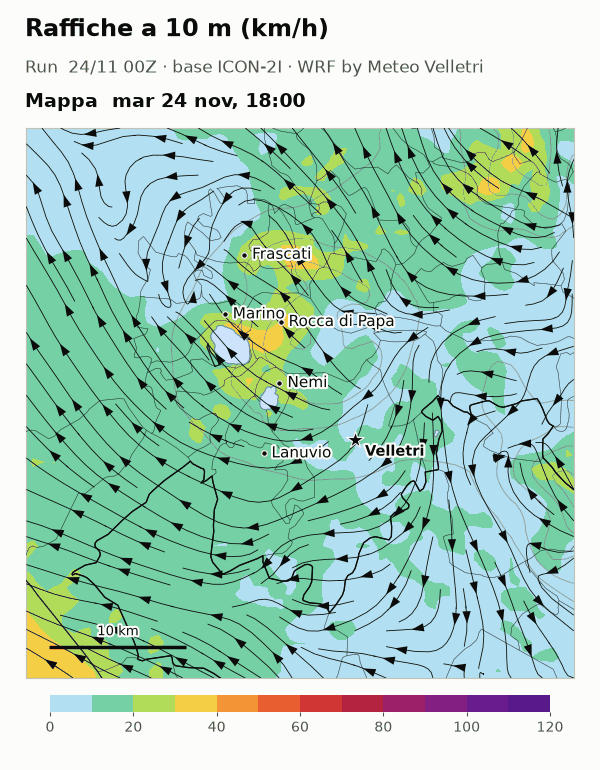 Raffiche a 10 m (km/h)
Run  24/11 00Z · base ICON-2I · WRF by Meteo Velletri
Mappa  mar 24 nov, 18:00
Frascati
Marino
Rocca di Papa
Nemi
Velletri
Lanuvio
10 km
0 20 40 60 80 100 120